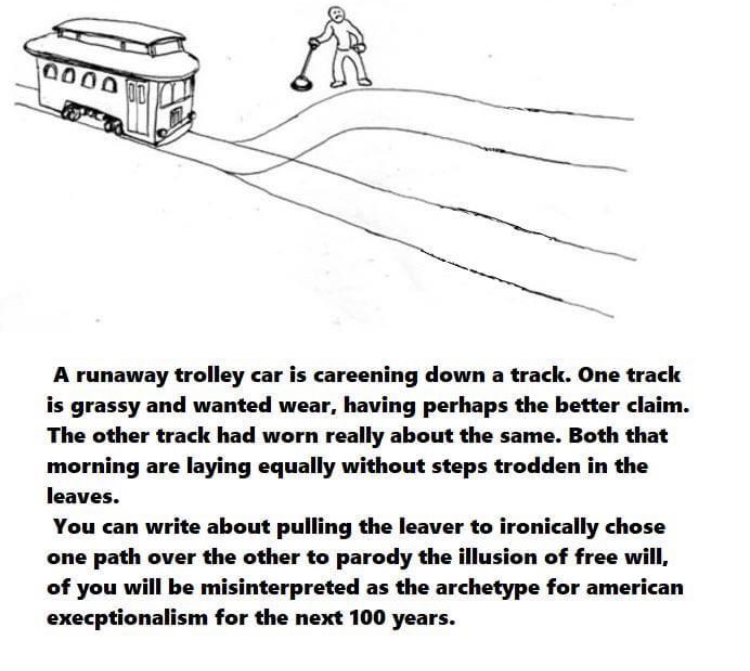 A runaway trolley car is careening down a track. One track
is grassy and wanted wear, having perhaps the better claim.
The other track had worn really about the same. Both that
morning are laying equally without steps trodden in the
leaves.
You can write about pulling the leaver to ironically chose
one path over the other to parody the illusion of free will,
of you will be misinterpreted as the archetype for american
execptionalism for the next 100 years.